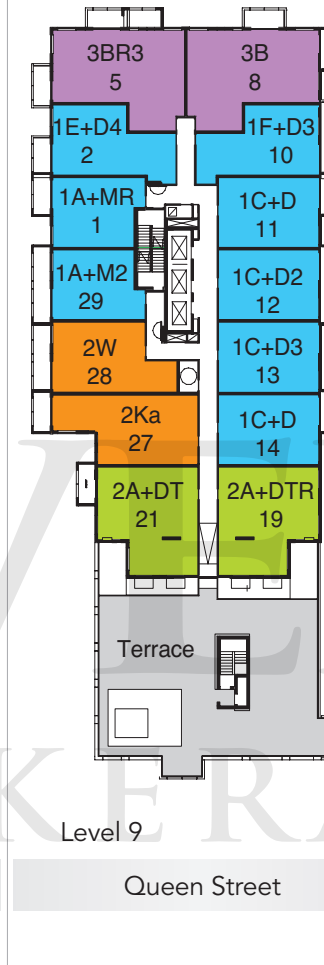 3BR3
5
3B
8
1E+D4
2
1F+D3
10
1A+MR
1
1C+D
11
1A+M2
29
1C+D2
12
2W
28
1C+D3
13
2Ka
27
1C+D
14
2A+DT
21
2A+DTR
19
Terrace
Level 9
Queen Street